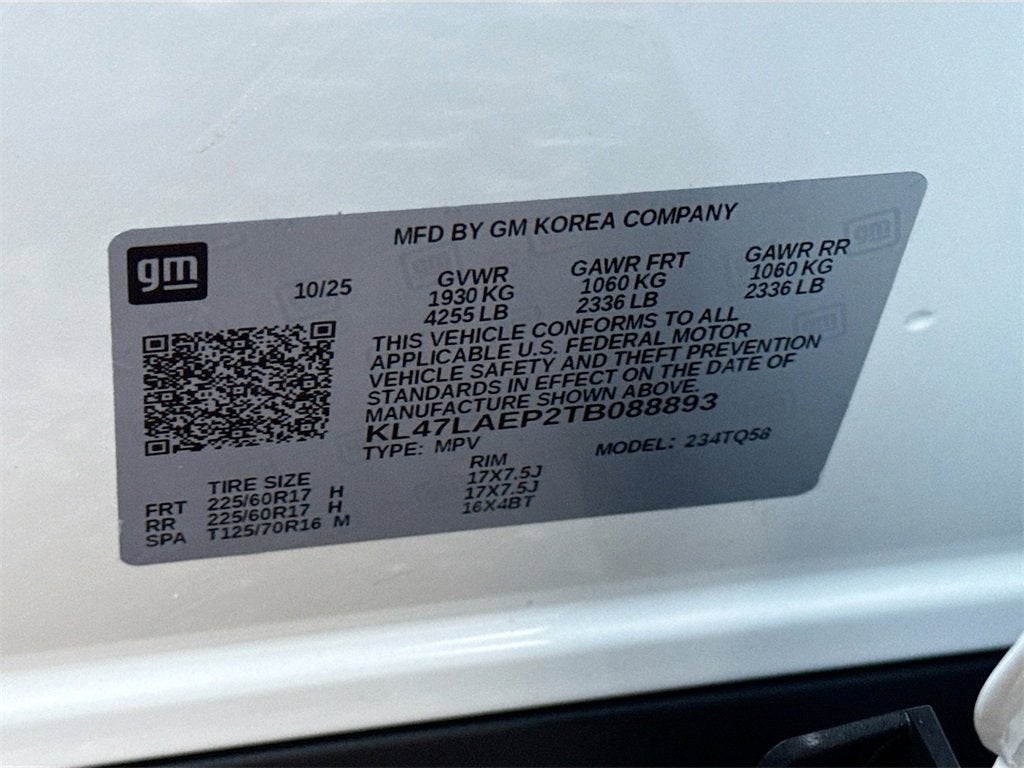 gm
MFD BY GM KOREA COMPANY
10/25
GVWR GAWR FRT GAWR RR
1930 KG 1060 KG 1060 KG
4255 LB 2336 LB 2336 LB
THIS VEHICLE CONFORMS TO ALL
APPLICABLE U.S. FEDERAL MOTOR
VEHICLE SAFETY AND THEFT PREVENTION
STANDARDS IN EFFECT ON THE DATE OF
MANUFACTURE SHOWN ABOVE.
KL47LAEP2TB088893
TYPE: MPV MODEL: 234TQ58
TIRE SIZE RIM
FRT 225/60R17 H 17X7.5J
RR 225/60R17 H 17X7.5J
SPA T125/70R16 M 16X4BT